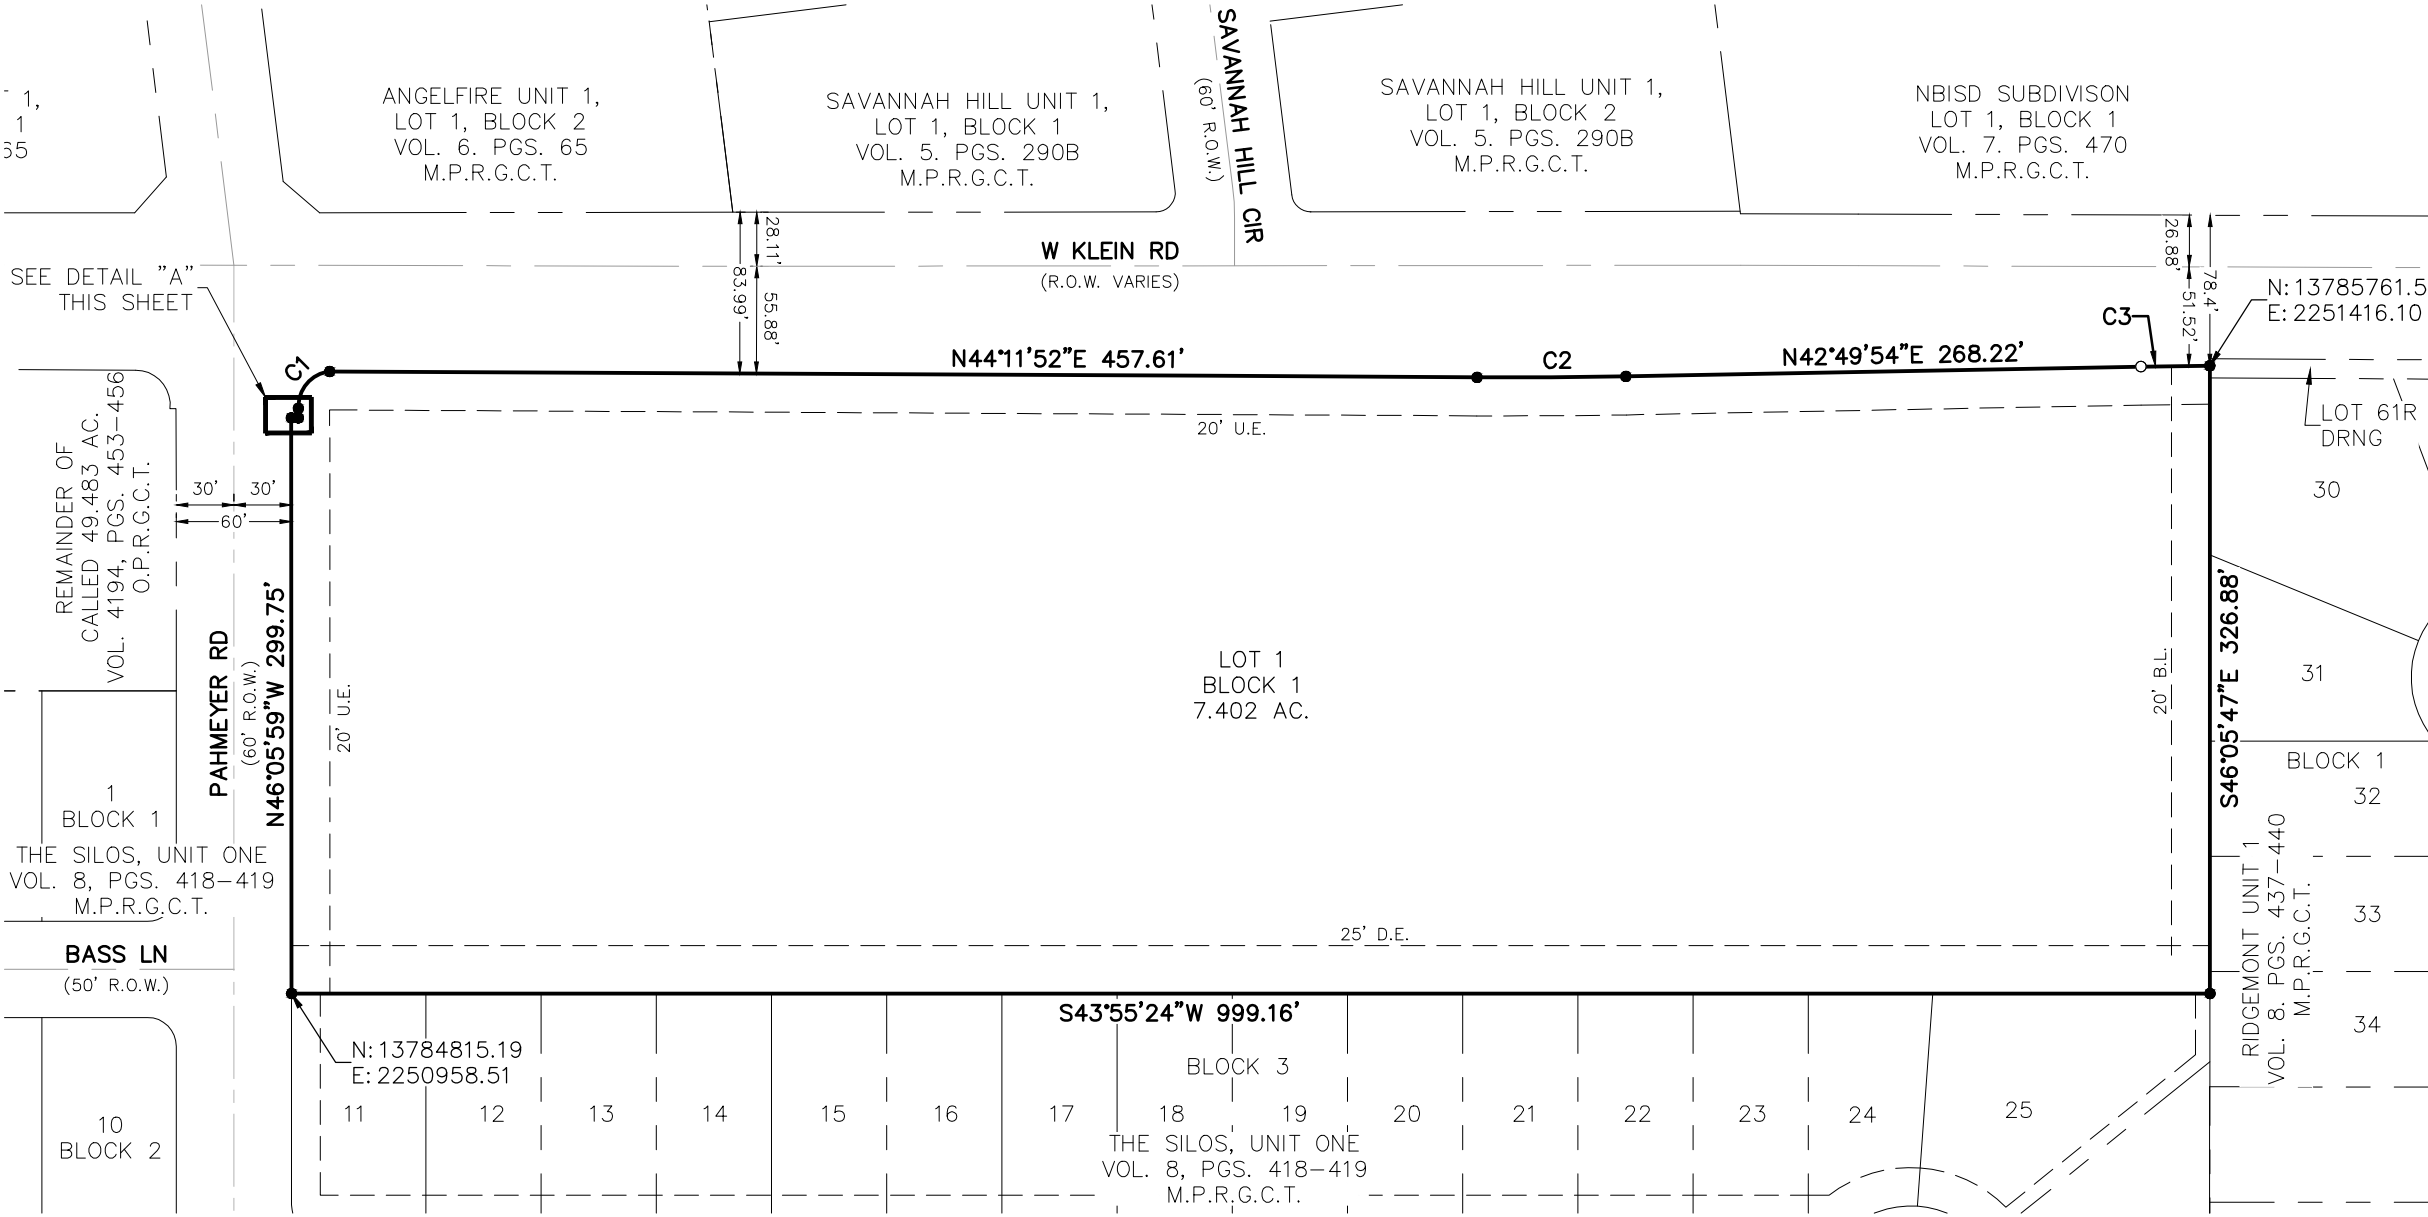 T 1,
1
65
ANGELFIRE UNIT 1,
LOT 1, BLOCK 2
VOL. 6. PGS. 65
M.P.R.G.C.T.
SAVANNAH HILL UNIT 1,
LOT 1, BLOCK 1
VOL. 5. PGS. 290B
M.P.R.G.C.T.
SAVANNAH HILL CIR
(60' R.O.W.)
SAVANNAH HILL UNIT 1,
LOT 1, BLOCK 2
VOL. 5. PGS. 290B
M.P.R.G.C.T.
NBISD SUBDIVISON
LOT 1, BLOCK 1
VOL. 7. PGS. 470
M.P.R.G.C.T.
SEE DETAIL "A"
THIS SHEET
28.11'
83.99'
55.88'
W KLEIN RD
(R.O.W. VARIES)
26.88'
78.4'
51.52'
N:13785761.5
E:2251416.10
C1
N44°11'52"E 457.61'
C2
N42°49'54"E 268.22'
C3
LOT 61R
DRNG
20' U.E.
REMAINDER OF
CALLED 49.483 AC.
VOL. 4194, PGS. 453-456
O.P.R.G.C.T.
30'
30'
60'
PAHMEYER RD
(60' R.O.W.)
N46°05'59"W 299.75'
20' U.E.
LOT 1
BLOCK 1
7.402 AC.
20' B.L.
S46°05'47"E 326.88'
30
31
BLOCK 1
32
33
34
RIDGEMONT UNIT 1
VOL. 8. PGS. 437-440
M.P.R.G.C.T.
1
BLOCK 1
THE SILOS, UNIT ONE
VOL. 8, PGS. 418-419
M.P.R.G.C.T.
BASS LN
(50' R.O.W.)
25' D.E.
S43°55'24"W 999.16'
N:13784815.19
E:2250958.51
BLOCK 3
11
12
13
14
15
16
17
18
19
20
21
22
23
24
25
THE SILOS, UNIT ONE
VOL. 8, PGS. 418-419
M.P.R.G.C.T.
10
BLOCK 2